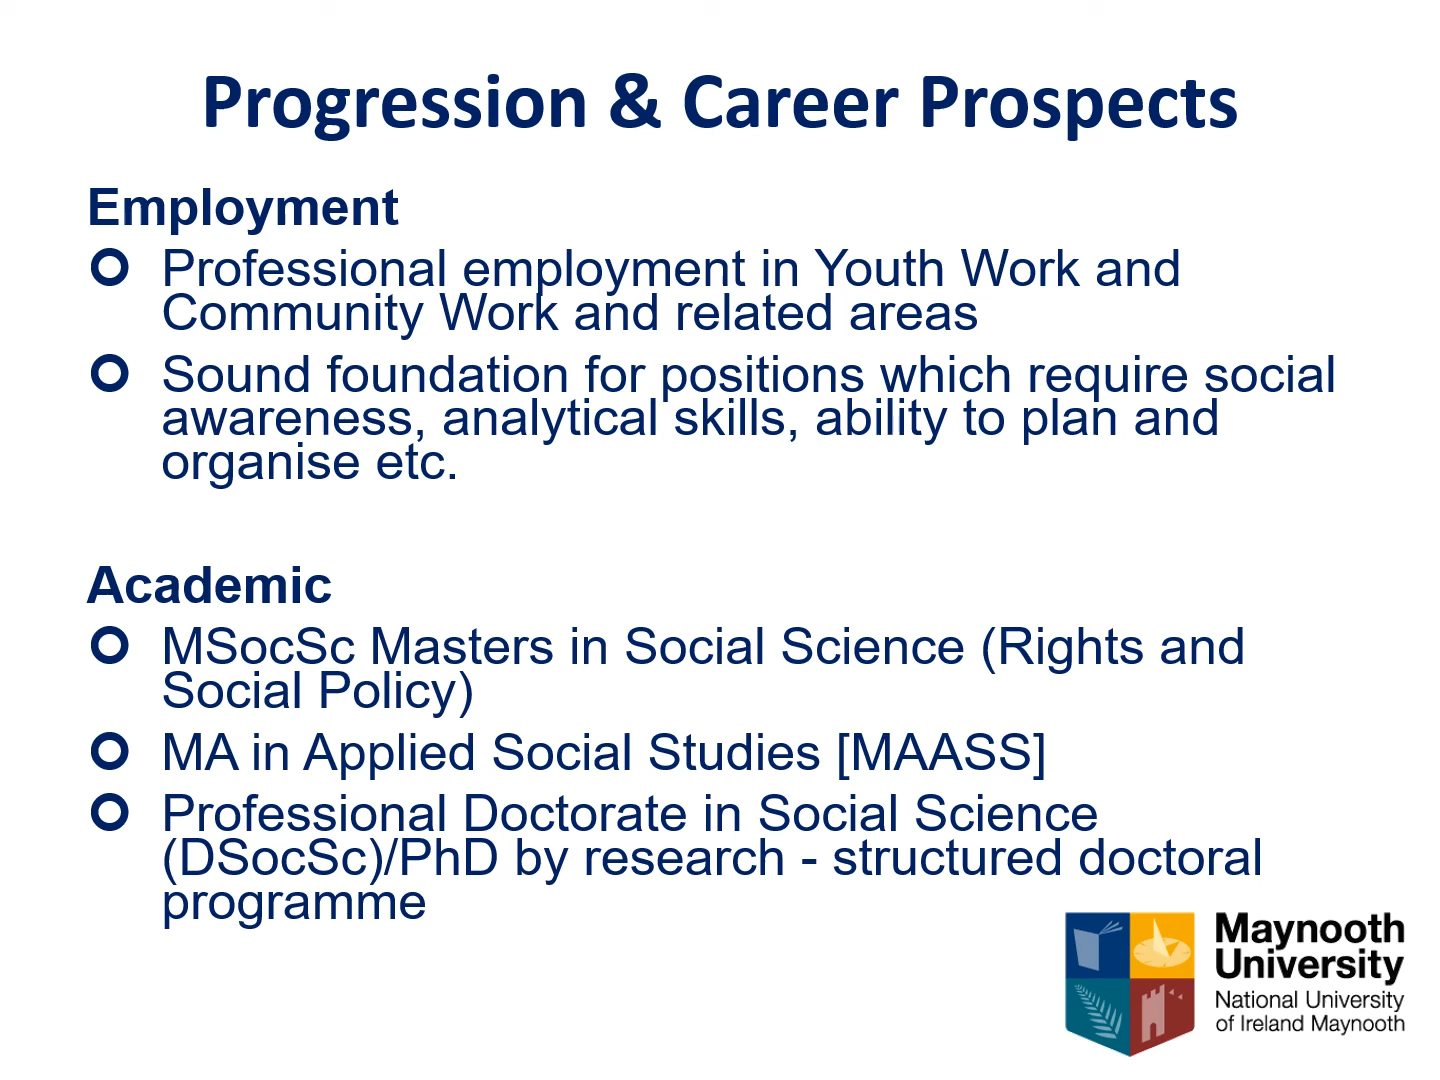 Progression & Career Prospects
Employment
Professional employment in Youth Work and
Community Work and related areas
Sound foundation for positions which require social
awareness, analytical skills, ability to plan and
organise etc.
Academic
MSocSc Masters in Social Science (Rights and
Social Policy)
MA in Applied Social Studies [MAASS]
Professional Doctorate in Social Science
(DSocSc)/PhD by research - structured doctoral
programme
Maynooth
University
National University
of Ireland Maynooth